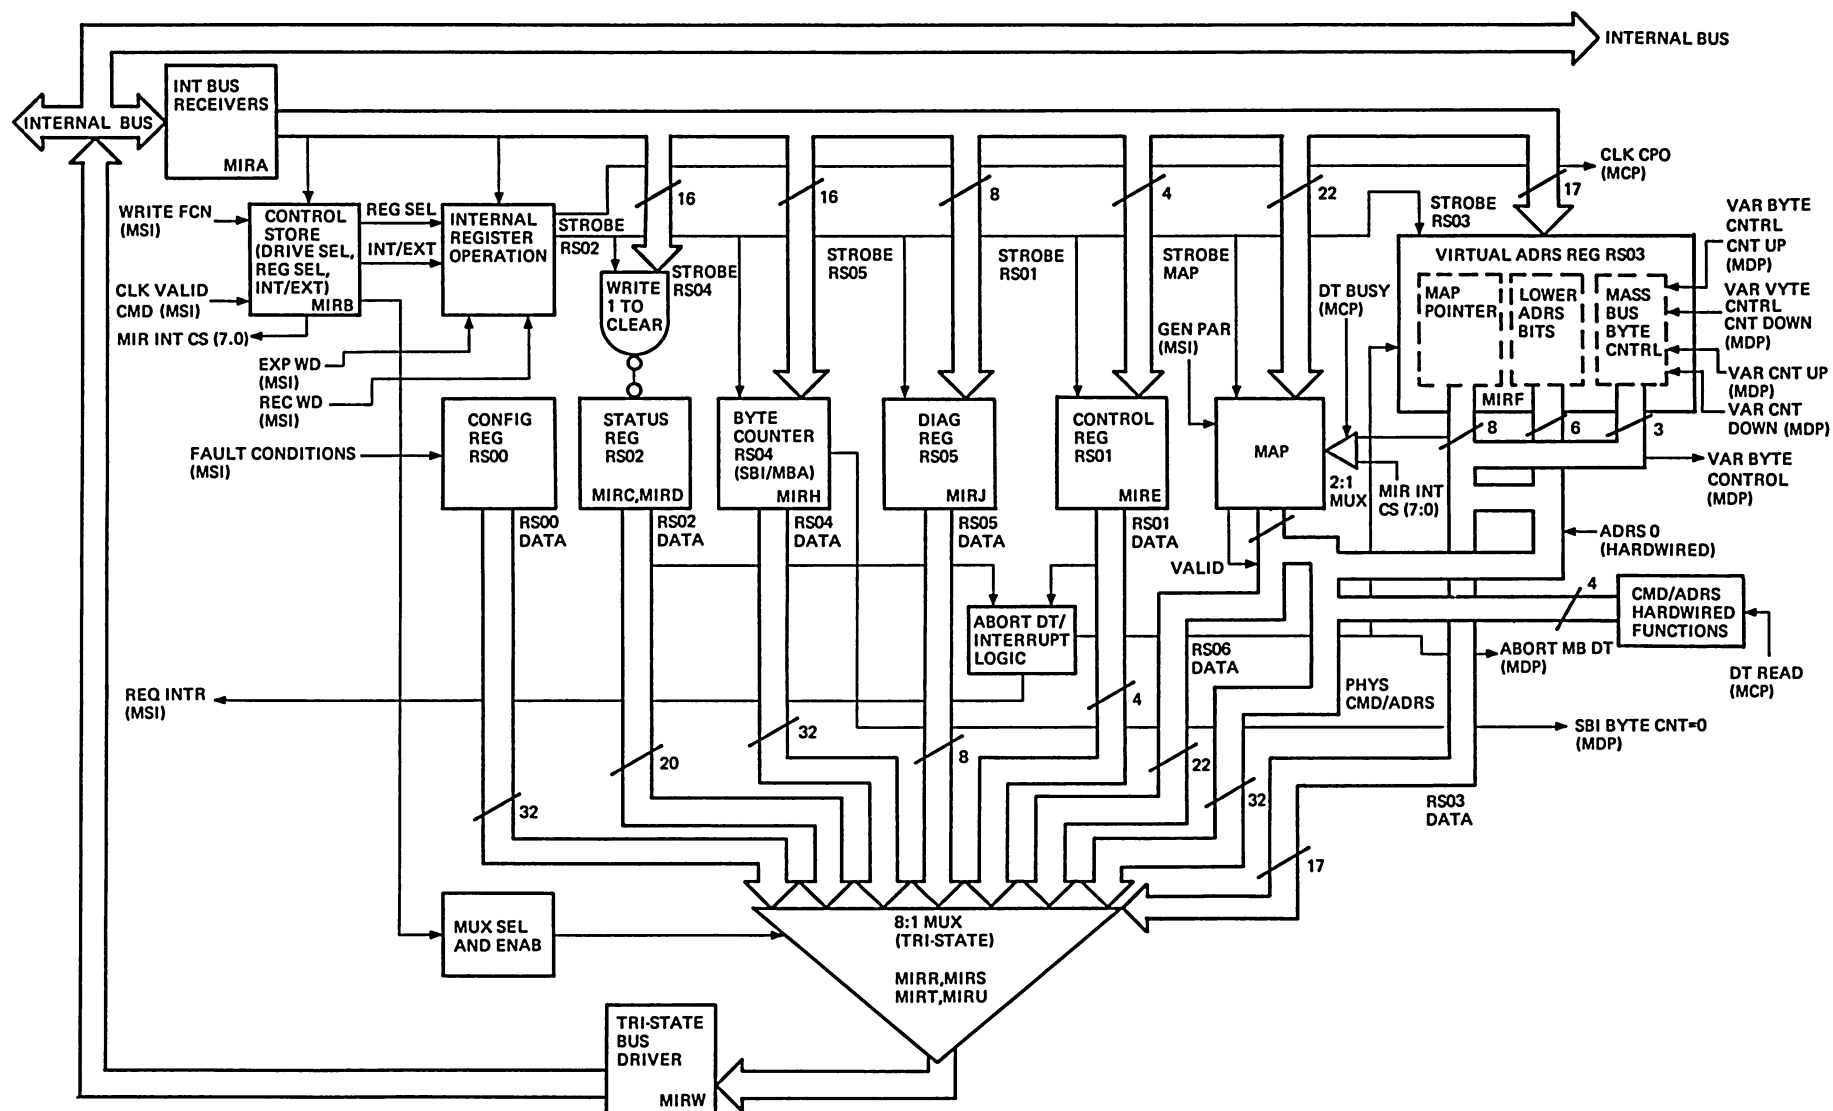 INTERNAL BUS
INT BUS
RECEIVERS
MIRA
INTERNAL BUS
CLK CPO
(MCP)
16
16
8
4
22
17
WRITE FCN
(MSI)
CLK VALID
CMD (MSI)
MIR INT CS (7.0)
CONTROL
STORE
(DRIVE SEL,
REG SEL,
INT/EXT)
MIRB
REG SEL
INT/EXT
INTERNAL
REGISTER
OPERATION
EXP WD
(MSI)
REC WD
(MSI)
STROBE
RS02
WRITE
1 TO
CLEAR
STROBE
RS04
STROBE
RS05
STROBE
RS01
STROBE
MAP
STROBE
RS03
GEN PAR
(MSI)
DT BUSY
(MCP)
VIRTUAL ADRS REG RS03
MAP
POINTER
LOWER
ADRS
BITS
MASS
BUS
BYTE
CNTRL
MIRF
VAR BYTE
CNTRL
CNT UP
(MDP)
VAR VYTE
CNTRL
CNT DOWN
(MDP)
VAR CNT UP
(MDP)
VAR CNT
DOWN (MDP)
8
6
3
VAR BYTE
CONTROL
(MDP)
FAULT CONDITIONS
(MSI)
CONFIG
REG
RS00
STATUS
REG
RS02
MIRC,MIRD
BYTE
COUNTER
RS04
(SBI/MBA)
MIRH
DIAG
REG
RS05
MIRJ
CONTROL
REG
RS01
MIRE
MAP
2:1
MUX
MIR INT
CS (7:0)
RS00
DATA
RS02
DATA
RS04
DATA
RS05
DATA
RS01
DATA
VALID
ADRS 0
(HARDWIRED)
4
CMD/ADRS
HARDWIRED
FUNCTIONS
DT READ
(MCP)
ABORT DT/
INTERRUPT
LOGIC
RS06
DATA
ABORT MB DT
(MDP)
PHYS
CMD/ADRS
REQ INTR
(MSI)
SBI BYTE CNT=0
(MDP)
32
20
32
8
4
22
32
17
RS03
DATA
MUX SEL
AND ENAB
8:1 MUX
(TRI-STATE)
MIRR,MIRS
MIRT,MIRU
TRI-STATE
BUS
DRIVER
MIRW